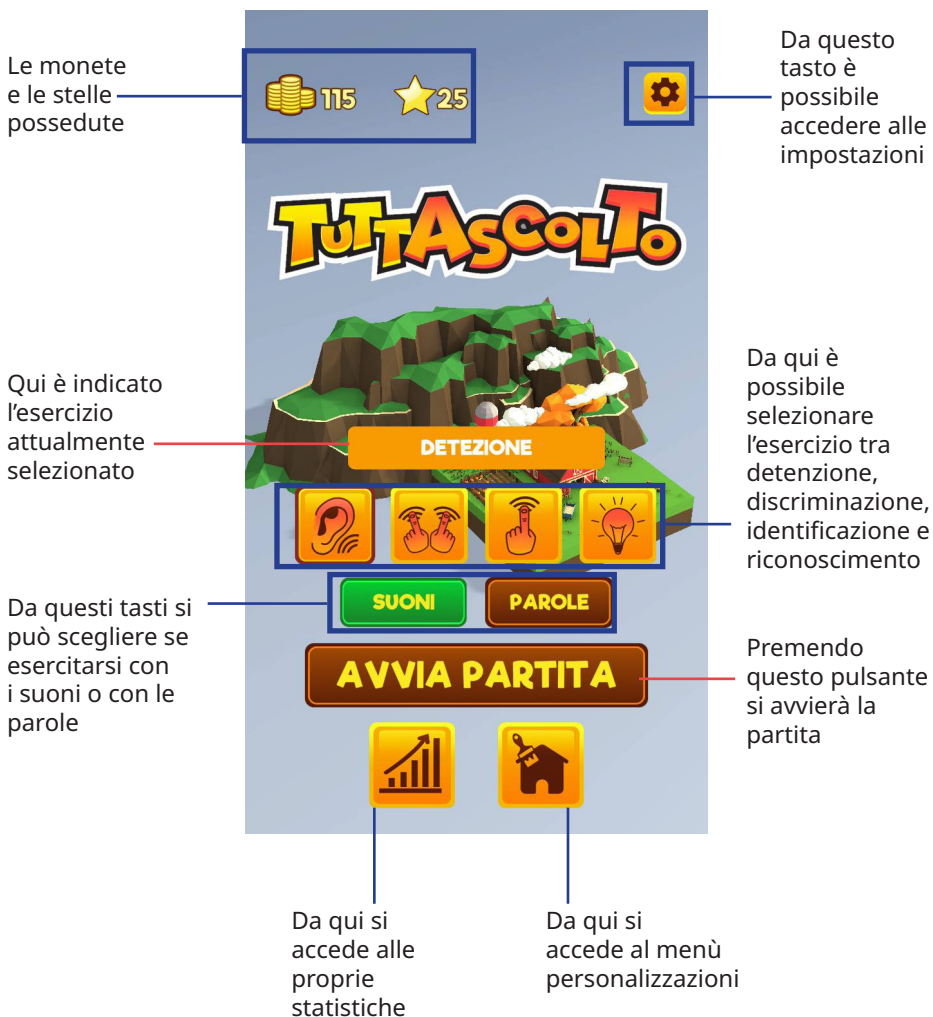 Le monete
e le stelle
possedute
115
25
Da questo
tasto è
possibile
accedere alle
impostazioni
TUTTASCOLTO
Qui è indicato
l'esercizio
attualmente
selezionato
DETEZIONE
Da qui è
possibile
selezionare
l'esercizio tra
detenzione,
discriminazione,
identificazione e
riconoscimento
Da questi tasti si
può scegliere se
esercitarsi con
i suoni o con le
parole
SUONI
PAROLE
AVVIA PARTITA
Premendo
questo pulsante
si avvierà la
partita
Da qui si
accede alle
proprie
statistiche
Da qui si
accede al menù
personalizzazioni